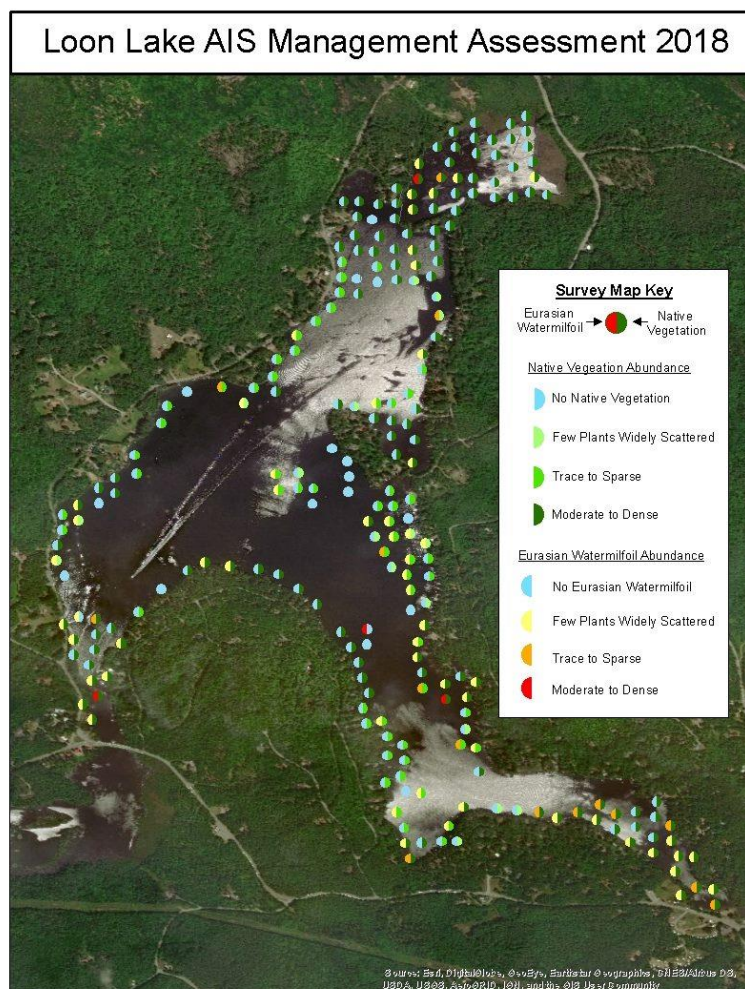 Loon Lake AIS Management Assessment 2018
Survey Map Key
Eurasian
Watermilfoil
Native
Vegetation
Native Vegeation Abundance
No Native Vegetation
Few Plants Widely Scattered
Trace to Sparse
Moderate to Dense
Eurasian Watermilfoil Abundance
No Eurasian Watermilfoil
Few Plants Widely Scattered
Trace to Sparse
Moderate to Dense
Source: Esri, DigitalGlobe, GeoEye, Earthstar Geographics, CNES/Airbus DS,
USDA, USGS, AeroGRID, IGN, and the GIS User Community